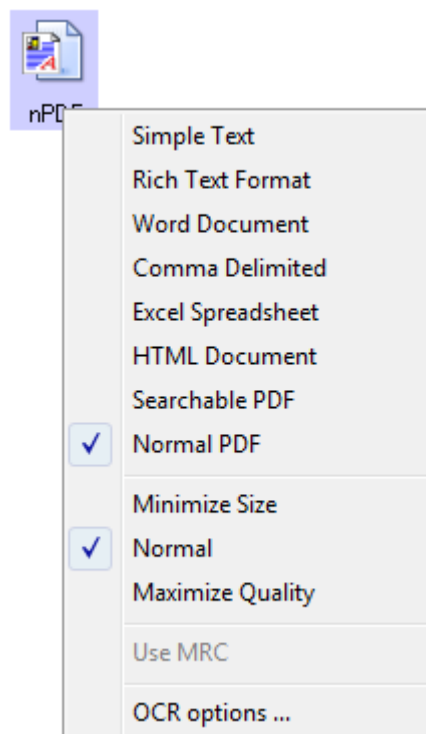 nPDF
Simple Text
Rich Text Format
Word Document
Comma Delimited
Excel Spreadsheet
HTML Document
Searchable PDF
Normal PDF
Minimize Size
Normal
Maximize Quality
Use MRC
OCR options ...